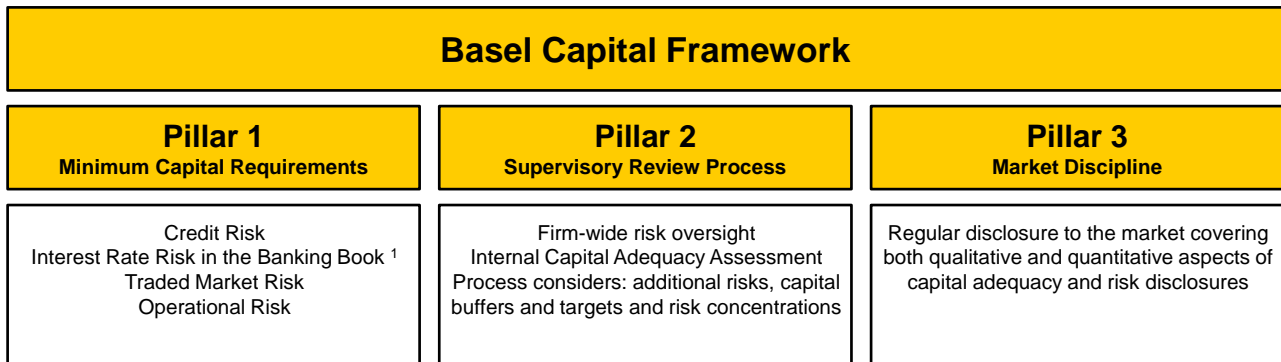 Basel Capital Framework
Pillar 1
Minimum Capital Requirements
Pillar 2
Supervisory Review Process
Pillar 3
Market Discipline
Credit Risk
Interest Rate Risk in the Banking Book ¹
Traded Market Risk
Operational Risk
Firm-wide risk oversight
Internal Capital Adequacy Assessment
Process considers: additional risks, capital
buffers and targets and risk concentrations
Regular disclosure to the market covering
both qualitative and quantitative aspects of
capital adequacy and risk disclosures